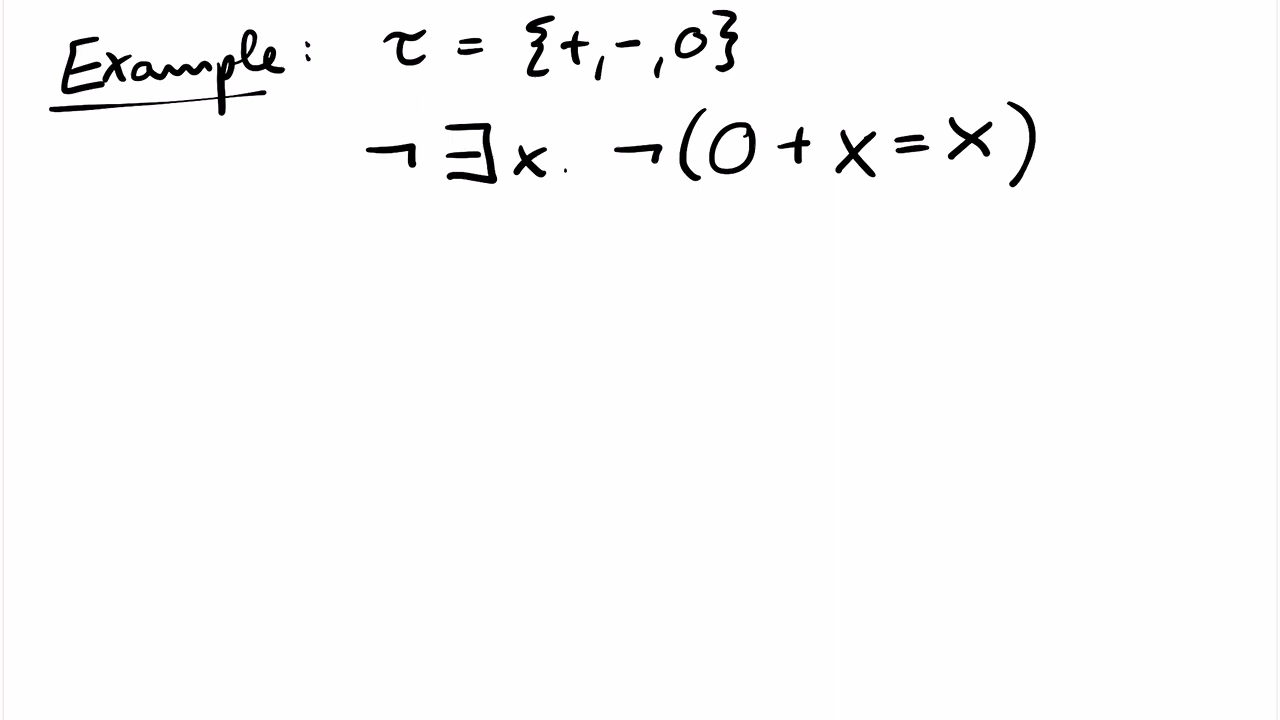 Example: τ = {+,-,0}
¬∃x. ¬(0 + x = x)